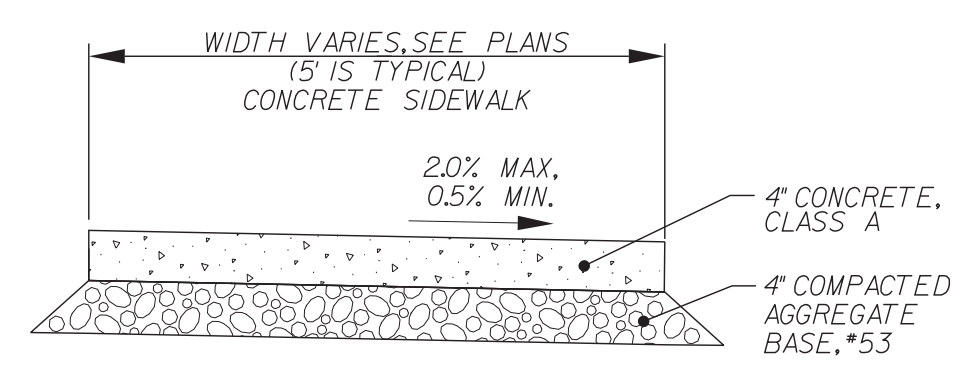 WIDTH VARIES, SEE PLANS
(5' IS TYPICAL)
CONCRETE SIDEWALK
2.0% MAX,
0.5% MIN.
4" CONCRETE,
CLASS A
4" COMPACTED
AGGREGATE
BASE, #53